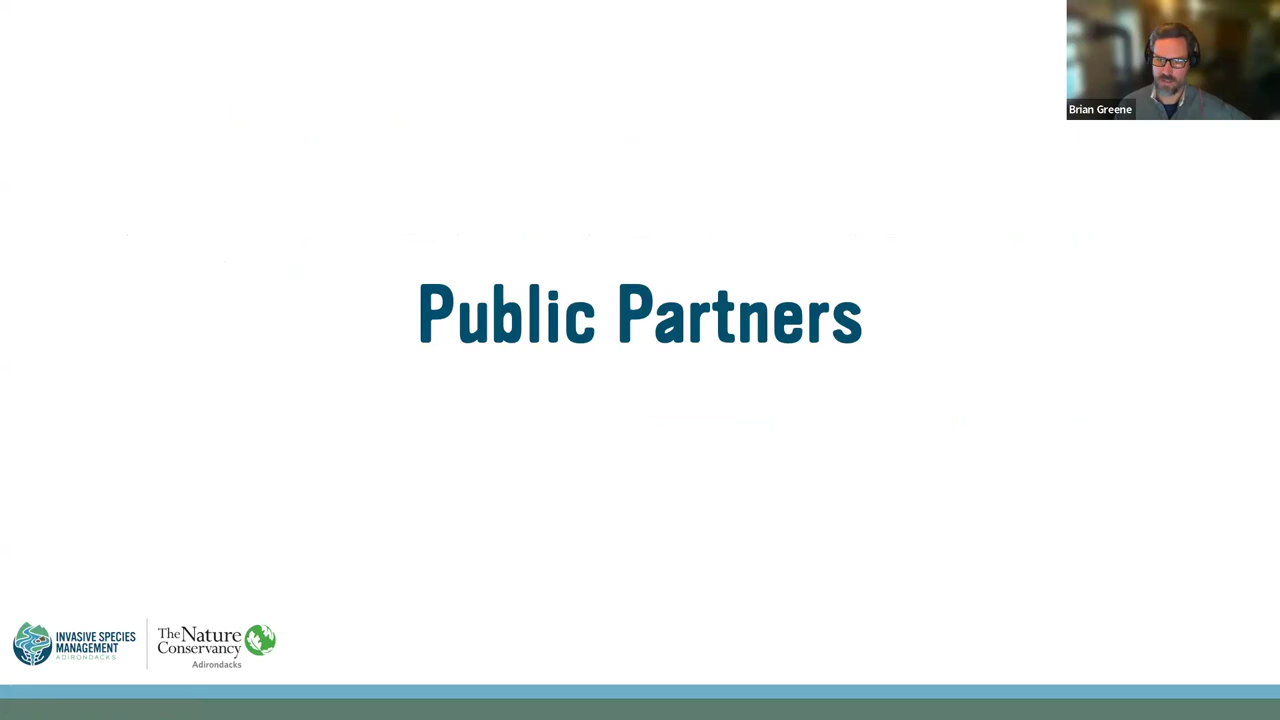 Brian Greene
Public Partners
INVASIVE SPECIES
MANAGEMENT
ADIRONDACKS
The Nature
Conservancy
Adirondacks